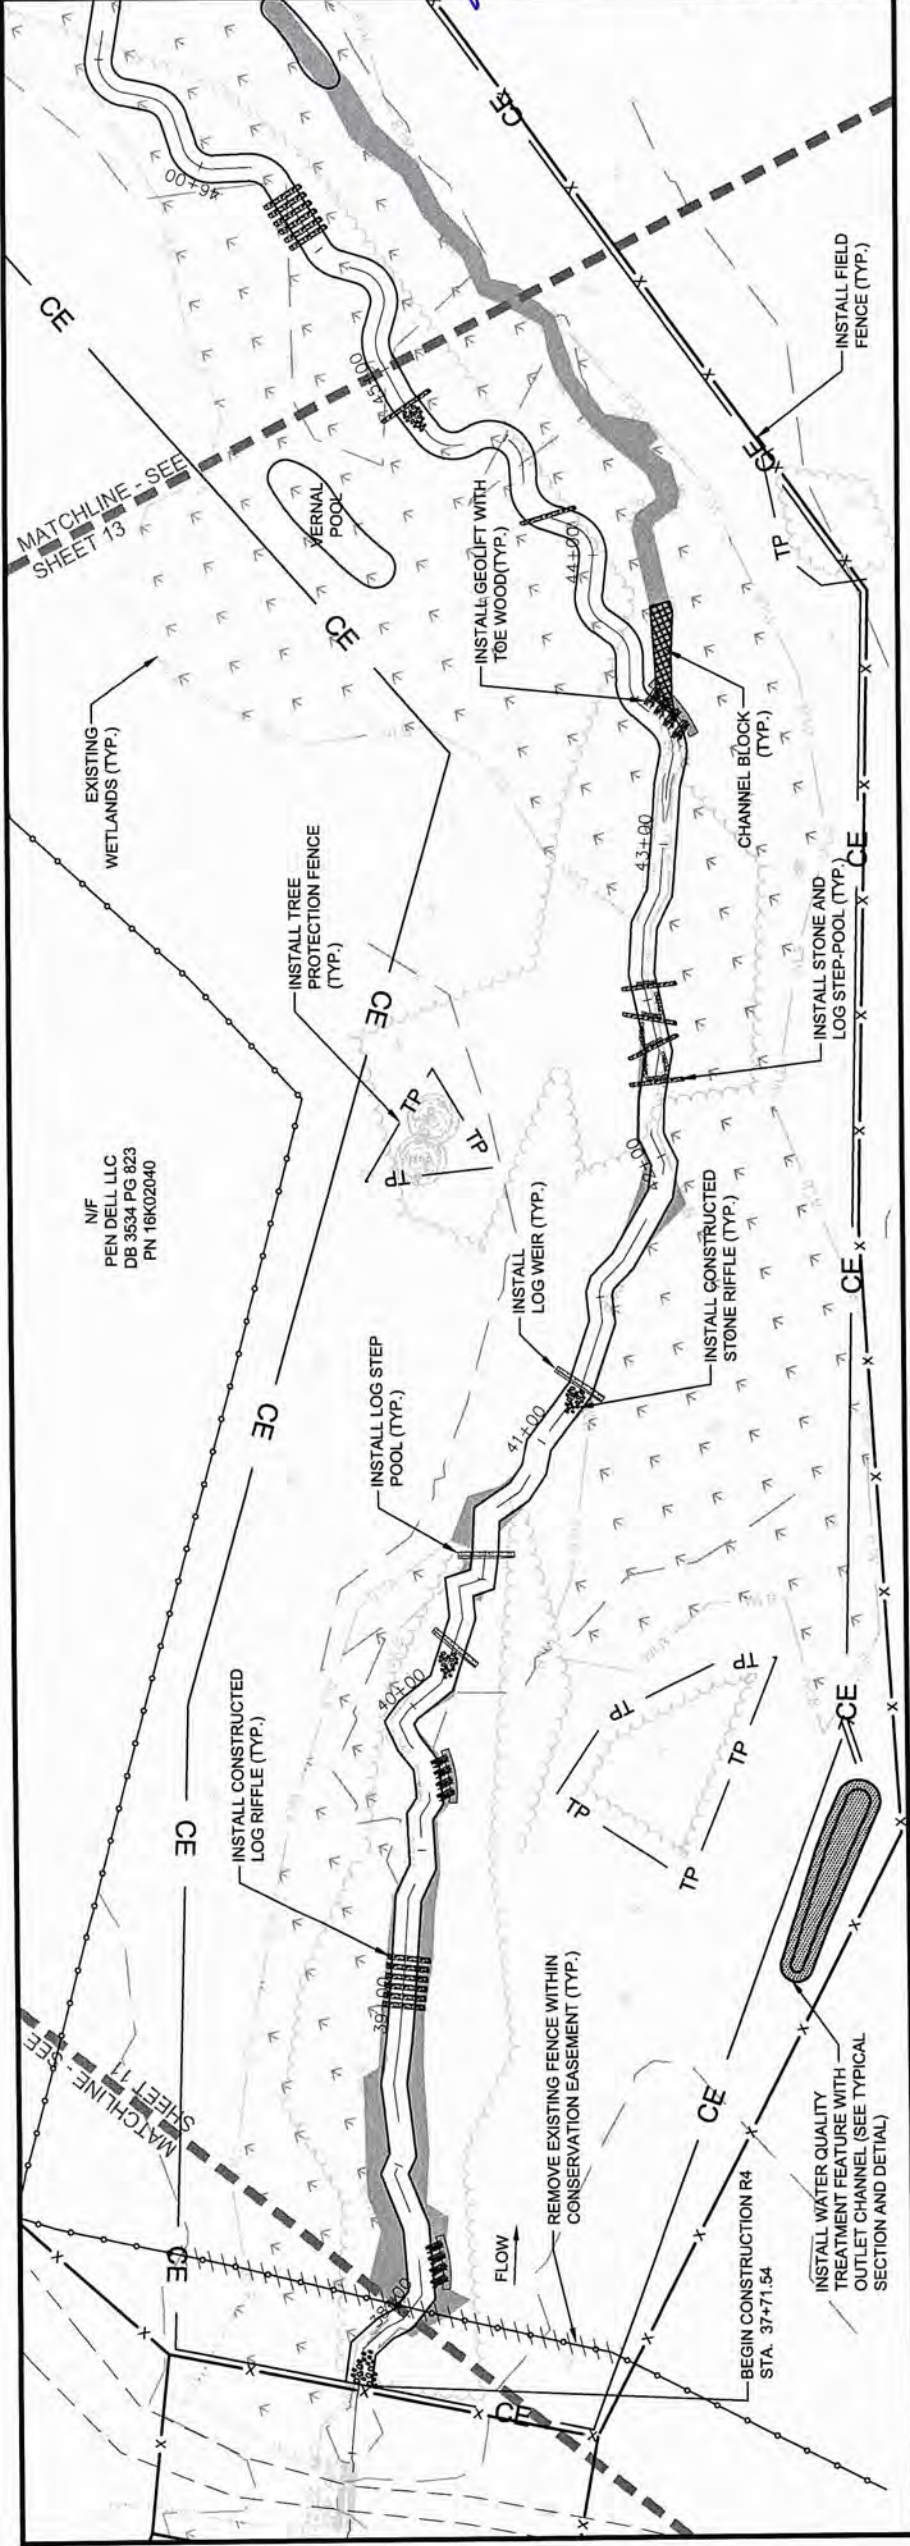 MATCHLINE - SEE
SHEET 11
N/F
PEN DELL LLC
DB 3534 PG 823
PN 16K02040
EXISTING
WETLANDS (TYP.)
MATCHLINE - SEE
SHEET 13
CE
CE
CE
CE
CE
CE
INSTALL CONSTRUCTED
LOG RIFFLE (TYP.)
INSTALL LOG STEP
POOL (TYP.)
INSTALL
LOG WEIR (TYP.)
INSTALL TREE
PROTECTION FENCE
(TYP.)
TP
TP
TP
VERNAL
POOL
39+00
40+00
41+00
42+00
43+00
44+00
46+00
FLOW
REMOVE EXISTING FENCE WITHIN
CONSERVATION EASEMENT (TYP.)
BEGIN CONSTRUCTION R4
STA. 37+71.54
INSTALL WATER QUALITY
TREATMENT FEATURE WITH
OUTLET CHANNEL (SEE TYPICAL
SECTION AND DETIAL)
TP
TP
TP
TP
TP
INSTALL CONSTRUCTED
STONE RIFFLE (TYP.)
INSTALL STONE AND
LOG STEP-POOL (TYP.)
CHANNEL BLOCK
(TYP.)
INSTALL GEOLIFT WITH
TOE WOOD(TYP.)
TP
INSTALL FIELD
FENCE (TYP.)
CE
CE
CE
CE
CE
CE
CE